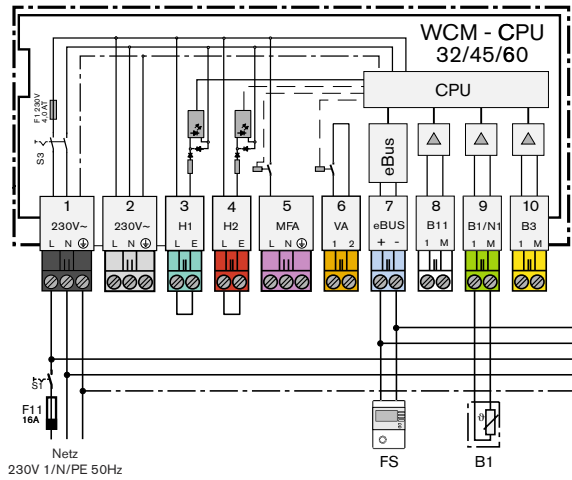 WCM - CPU
32/45/60
CPU
F1 230V
4,0AT
S3
eBus
1 2 3 4 5 6 7 8 9 10
230V~ 230V~ H1 H2 MFA VA eBUS B11 B1/N1 B3
L N L N L E L E L N 1 2 + - 1 M 1 M 1 M
S1
F11
16A
ϑ
Netz
230V 1/N/PE 50Hz
FS
B1